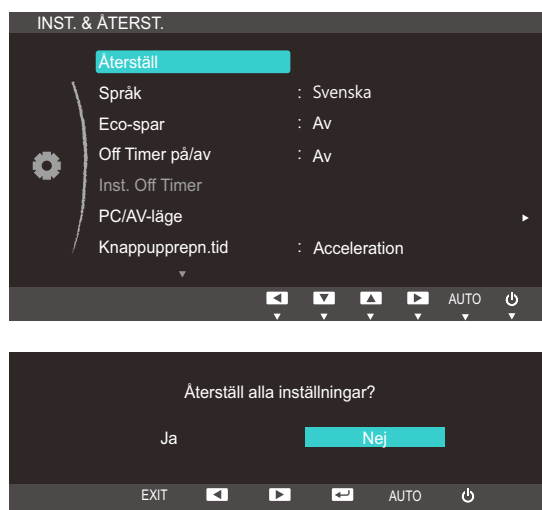 INST. & ÅTERST.
Återställ
Språk : Svenska
Eco-spar : Av
Off Timer på/av : Av
Inst. Off Timer
PC/AV-läge
Knappupprepn.tid : Acceleration
AUTO
Återställ alla inställningar?
Ja Nej
EXIT AUTO